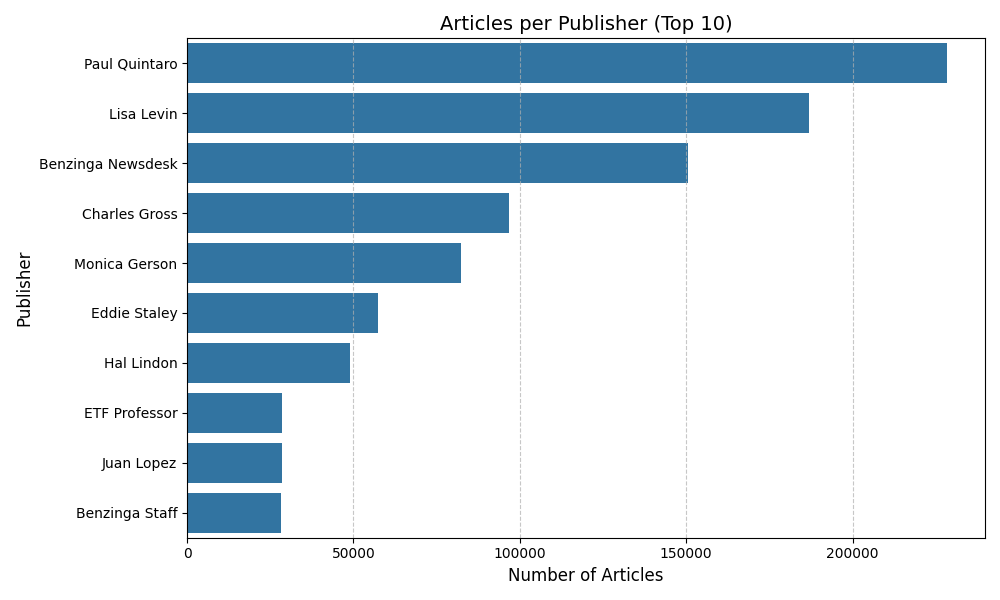 Articles per Publisher (Top 10)
Publisher
Paul Quintaro
Lisa Levin
Benzinga Newsdesk
Charles Gross
Monica Gerson
Eddie Staley
Hal Lindon
ETF Professor
Juan Lopez
Benzinga Staff
0 50000 100000 150000 200000
Number of Articles